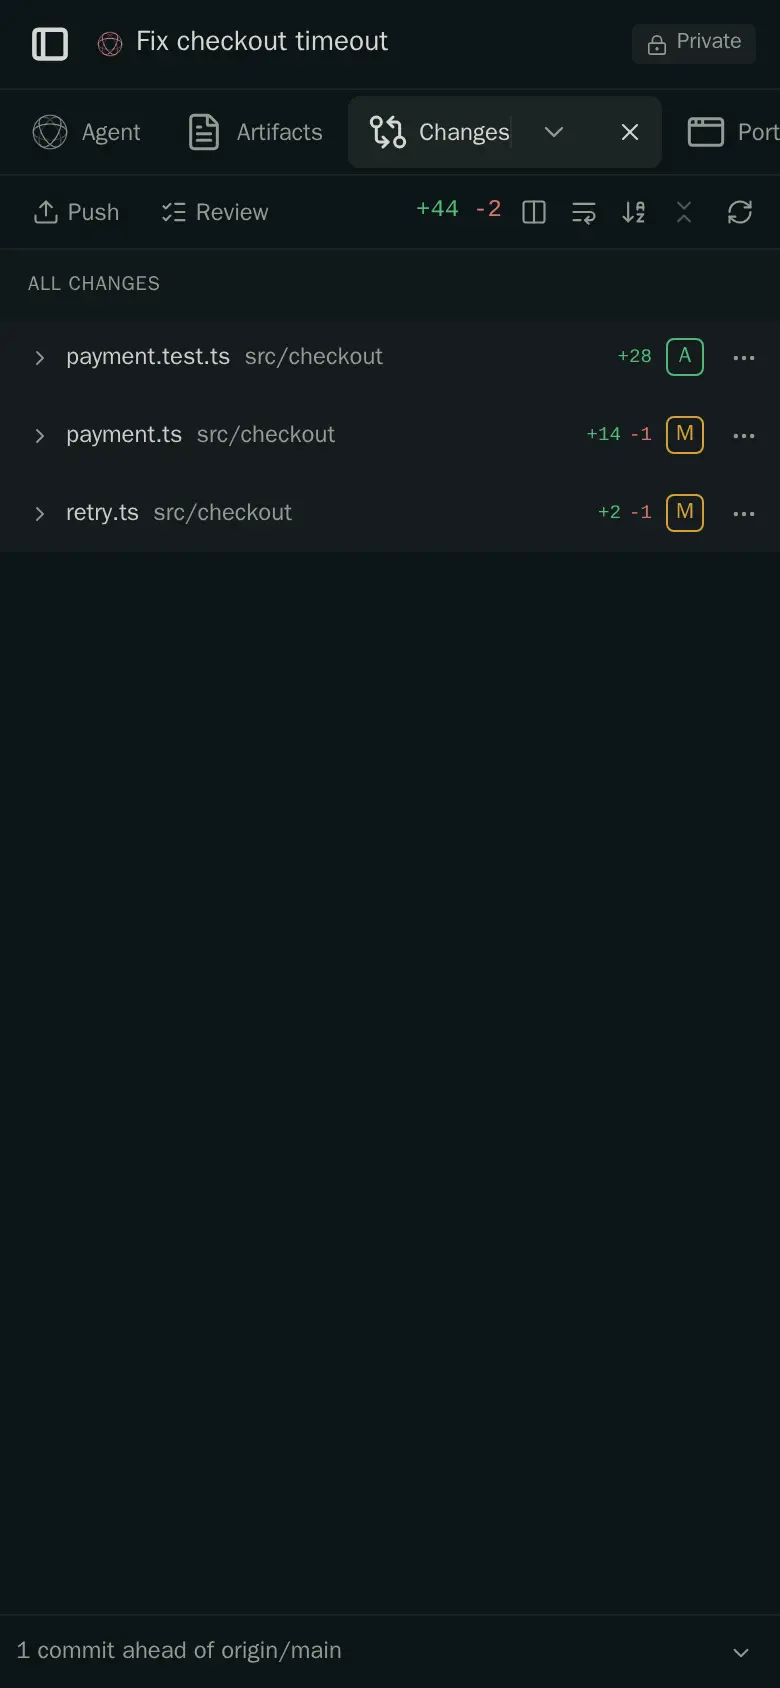 Fix checkout timeout
Private
Agent
Artifacts
Changes
Port
Push
Review
+44 -2
ALL CHANGES
payment.test.ts src/checkout +28 A
payment.ts src/checkout +14 -1 M
retry.ts src/checkout +2 -1 M
1 commit ahead of origin/main